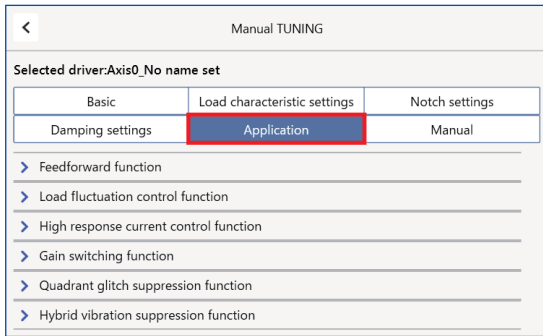 Manual TUNING
Selected driver:Axis0_No name set
Basic Load characteristic settings Notch settings
Damping settings Application Manual
Feedforward function
Load fluctuation control function
High response current control function
Gain switching function
Quadrant glitch suppression function
Hybrid vibration suppression function